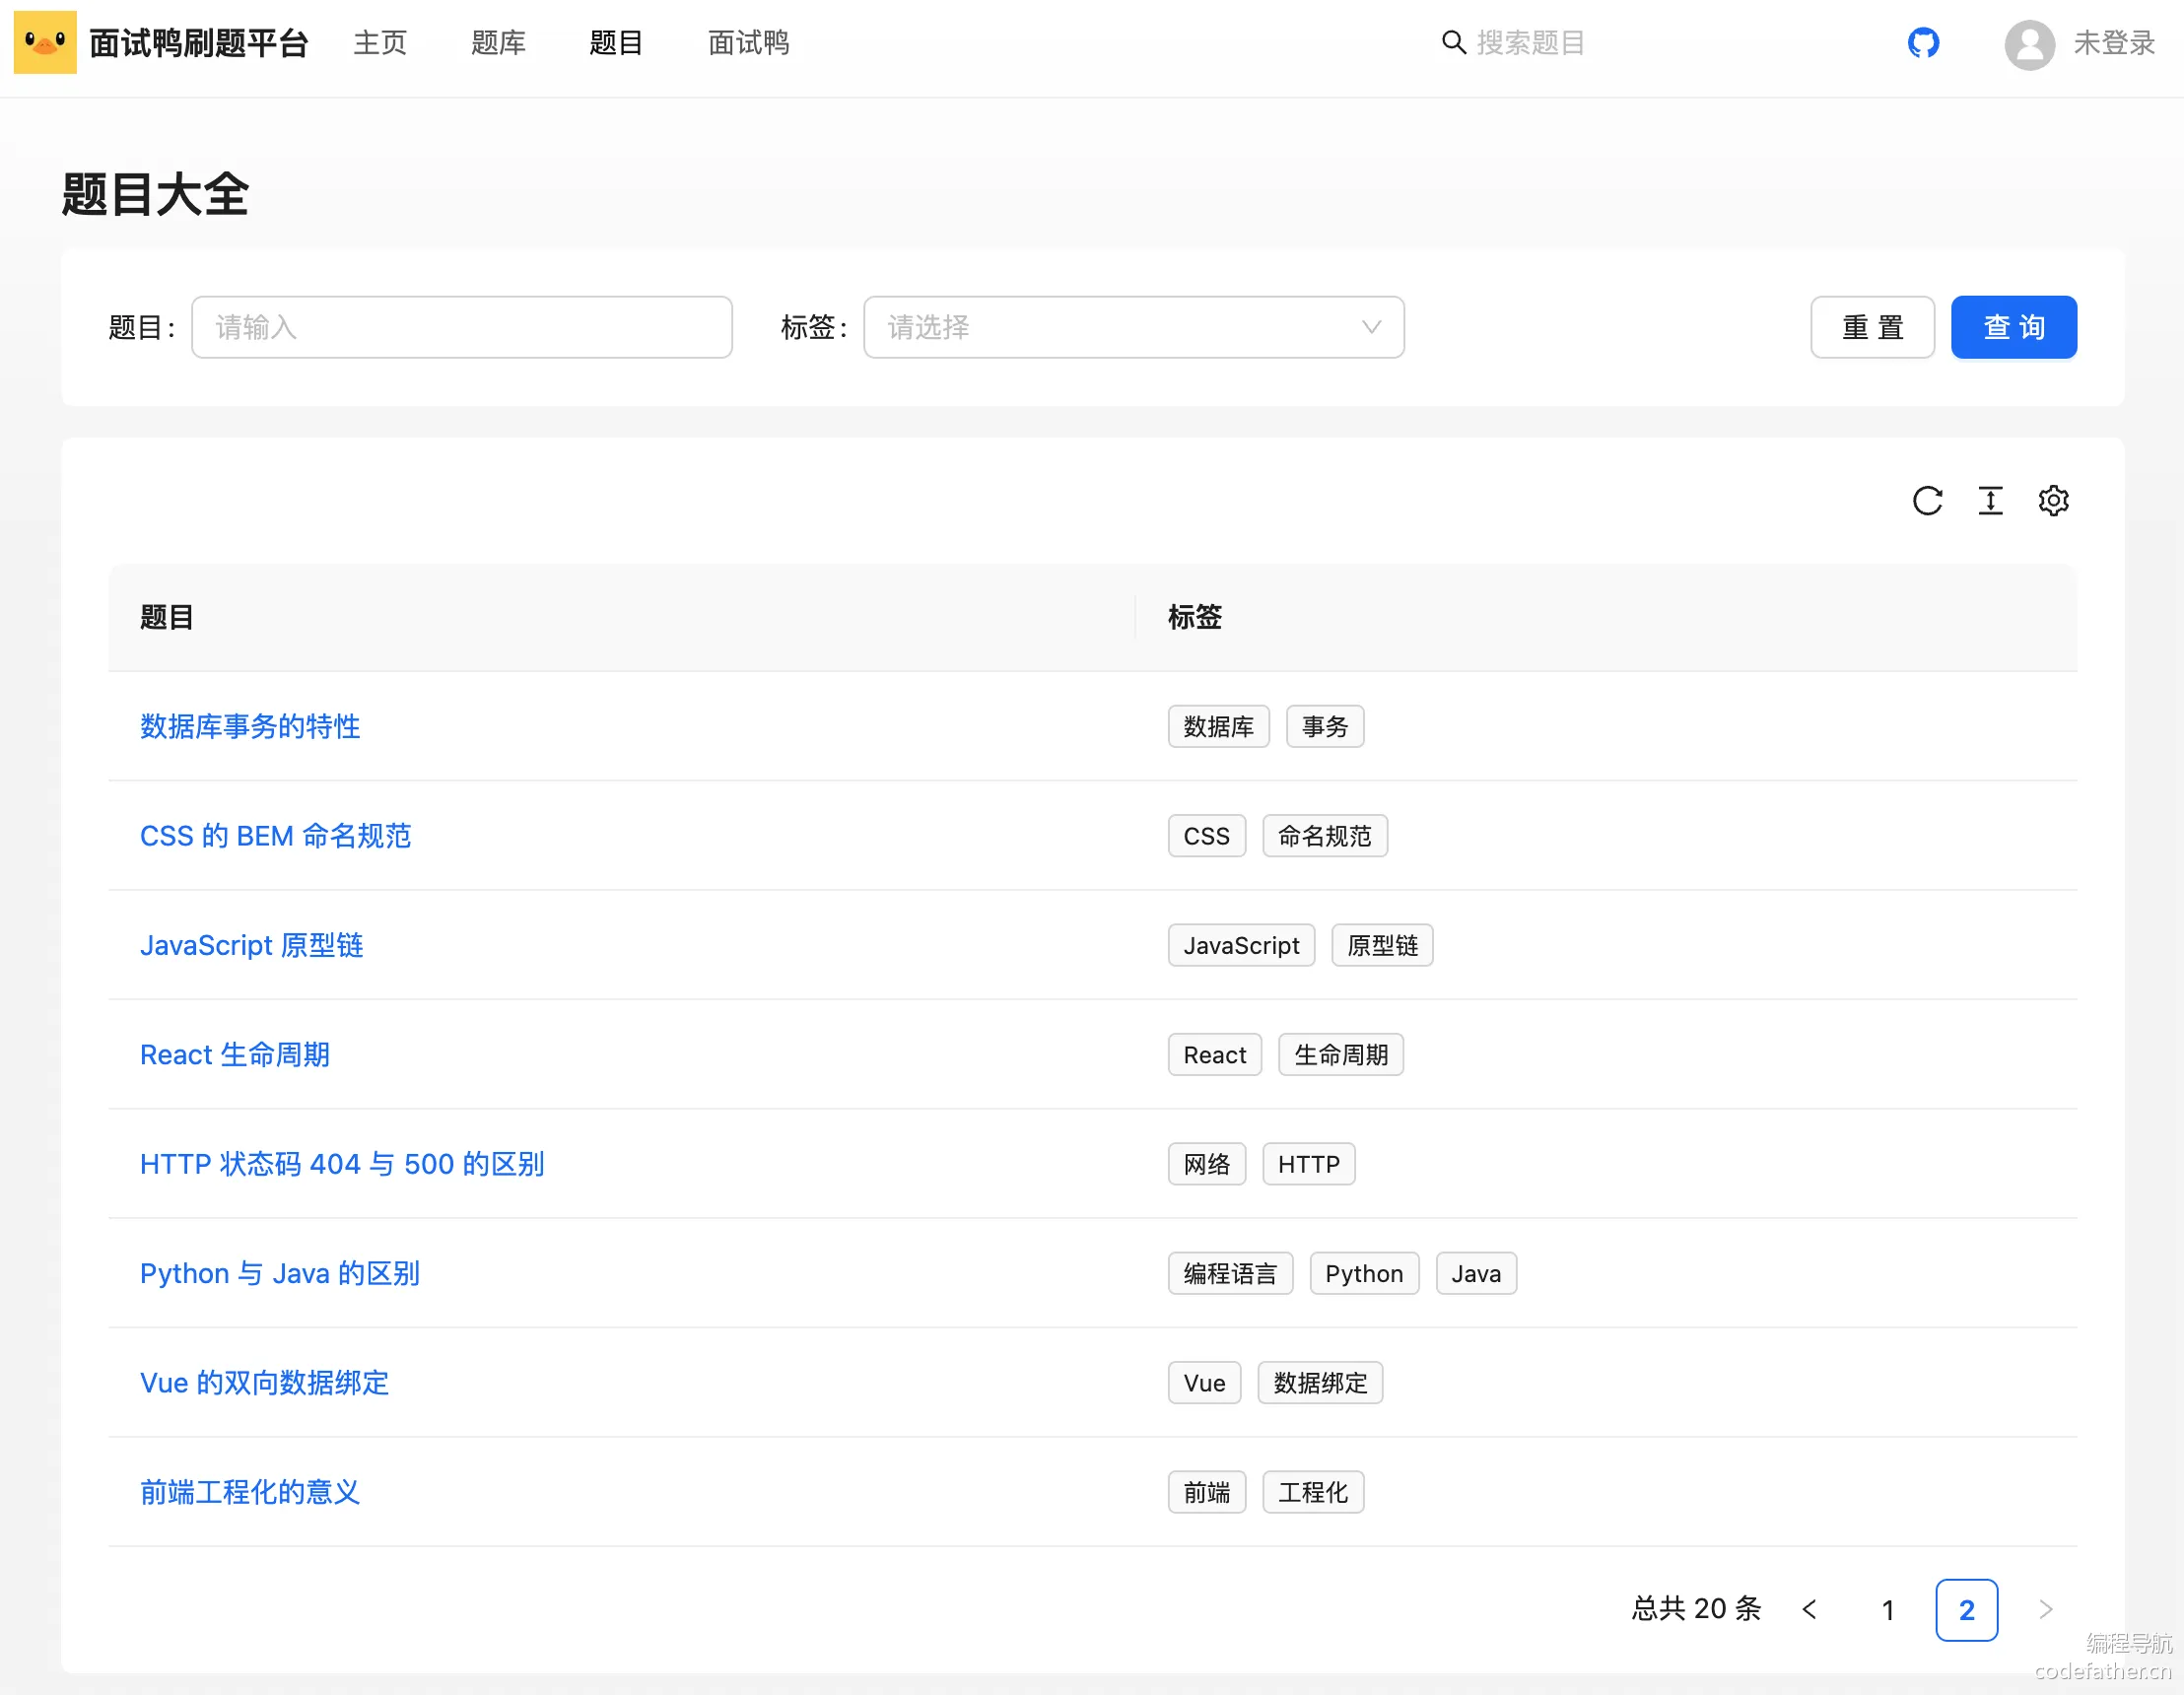 面试鸭刷题平台 主页 题库 题目 面试鸭 搜索题目 未登录
题目大全
题目: 请输入 标签: 请选择 重 置 查 询
题目 标签
数据库事务的特性 数据库 事务
CSS 的 BEM 命名规范 CSS 命名规范
JavaScript 原型链 JavaScript 原型链
React 生命周期 React 生命周期
HTTP 状态码 404 与 500 的区别 网络 HTTP
Python 与 Java 的区别 编程语言 Python Java
Vue 的双向数据绑定 Vue 数据绑定
前端工程化的意义 前端 工程化
总共 20 条 < 1 2 >
编程导航
codefather.cn